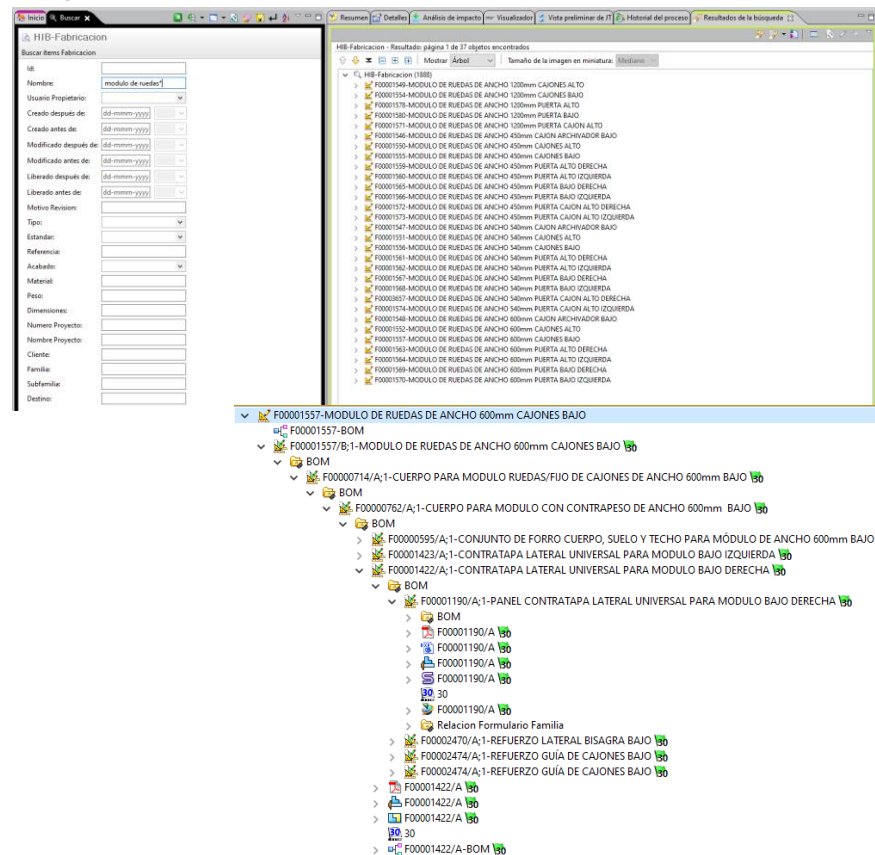 Inicio
Buscar
HIB-Fabricacion
Buscar items Fabricacion
Id:
Nombre:
modulo de ruedas*
Usuario Propietario:
Creado después de:
dd-mmm-yyyy
Creado antes de:
dd-mmm-yyyy
Modificado después de:
dd-mmm-yyyy
Modificado antes de:
dd-mmm-yyyy
Liberado después de:
dd-mmm-yyyy
Liberado antes de:
dd-mmm-yyyy
Motivo Revision:
Tipo:
Estandar:
Referencia:
Acabado:
Material:
Peso:
Dimensiones:
Numero Proyecto:
Nombre Proyecto:
Cliente:
Familia:
Subfamilia:
Destino:
Resumen
Detalles
Análisis de impacto
Visualizador
Vista preliminar de JT
Historial del proceso
Resultados de la búsqueda
HIB-Fabricacion - Resultado: página 1 de 37 objetos encontrados
Mostrar Árbol Tamaño de la imagen en miniatura: Mediano
HIB-Fabricacion (1888)
F00001549-MODULO DE RUEDAS DE ANCHO 1200mm CAJONES ALTO
F00001554-MODULO DE RUEDAS DE ANCHO 1200mm CAJONES BAJO
F00001578-MODULO DE RUEDAS DE ANCHO 1200mm PUERTA ALTO
F00001580-MODULO DE RUEDAS DE ANCHO 1200mm PUERTA BAJO
F00001571-MODULO DE RUEDAS DE ANCHO 1200mm PUERTA CAJON ALTO
F00001546-MODULO DE RUEDAS DE ANCHO 450mm CAJON ARCHIVADOR BAJO
F00001550-MODULO DE RUEDAS DE ANCHO 450mm CAJONES ALTO
F00001555-MODULO DE RUEDAS DE ANCHO 450mm CAJONES BAJO
F00001559-MODULO DE RUEDAS DE ANCHO 450mm PUERTA ALTO DERECHA
F00001560-MODULO DE RUEDAS DE ANCHO 450mm PUERTA ALTO IZQUIERDA
F00001565-MODULO DE RUEDAS DE ANCHO 450mm PUERTA BAJO DERECHA
F00001566-MODULO DE RUEDAS DE ANCHO 450mm PUERTA BAJO IZQUIERDA
F00001572-MODULO DE RUEDAS DE ANCHO 450mm PUERTA CAJON ALTO DERECHA
F00001573-MODULO DE RUEDAS DE ANCHO 450mm PUERTA CAJON ALTO IZQUIERDA
F00001547-MODULO DE RUEDAS DE ANCHO 540mm CAJON ARCHIVADOR BAJO
F00001551-MODULO DE RUEDAS DE ANCHO 540mm CAJONES ALTO
F00001556-MODULO DE RUEDAS DE ANCHO 540mm CAJONES BAJO
F00001561-MODULO DE RUEDAS DE ANCHO 540mm PUERTA ALTO DERECHA
F00001562-MODULO DE RUEDAS DE ANCHO 540mm PUERTA ALTO IZQUIERDA
F00001567-MODULO DE RUEDAS DE ANCHO 540mm PUERTA BAJO DERECHA
F00001568-MODULO DE RUEDAS DE ANCHO 540mm PUERTA BAJO IZQUIERDA
F00003657-MODULO DE RUEDAS DE ANCHO 540mm PUERTA CAJON ALTO DERECHA
F00001574-MODULO DE RUEDAS DE ANCHO 540mm PUERTA CAJON ALTO IZQUIERDA
F00001548-MODULO DE RUEDAS DE ANCHO 600mm CAJON ARCHIVADOR BAJO
F00001552-MODULO DE RUEDAS DE ANCHO 600mm CAJONES ALTO
F00001557-MODULO DE RUEDAS DE ANCHO 600mm CAJONES BAJO
F00001563-MODULO DE RUEDAS DE ANCHO 600mm PUERTA ALTO DERECHA
F00001564-MODULO DE RUEDAS DE ANCHO 600mm PUERTA ALTO IZQUIERDA
F00001569-MODULO DE RUEDAS DE ANCHO 600mm PUERTA BAJO DERECHA
F00001570-MODULO DE RUEDAS DE ANCHO 600mm PUERTA BAJO IZQUIERDA
F00001557-MODULO DE RUEDAS DE ANCHO 600mm CAJONES BAJO
F00001557-BOM
F00001557/B;1-MODULO DE RUEDAS DE ANCHO 600mm CAJONES BAJO 30
BOM
F00000714/A;1-CUERPO PARA MODULO RUEDAS/FIJO DE CAJONES DE ANCHO 600mm BAJO 30
BOM
F00000762/A;1-CUERPO PARA MODULO CON CONTRAPESO DE ANCHO 600mm BAJO 30
BOM
F00000595/A;1-CONJUNTO DE FORRO CUERPO, SUELO Y TECHO PARA MÓDULO DE ANCHO 600mm BAJO
F00001423/A;1-CONTRATAPA LATERAL UNIVERSAL PARA MODULO BAJO IZQUIERDA 30
F00001422/A;1-CONTRATAPA LATERAL UNIVERSAL PARA MODULO BAJO DERECHA 30
BOM
F00001190/A;1-PANEL CONTRATAPA LATERAL UNIVERSAL PARA MODULO BAJO DERECHA 30
BOM
F00001190/A 30
F00001190/A 30
F00001190/A 30
F00001190/A 30
30 30
F00001190/A 30
Relacion Formulario Familia
F00002470/A;1-REFUERZO LATERAL BISAGRA BAJO 30
F00002474/A;1-REFUERZO GUÍA DE CAJONES BAJO 30
F00002474/A;1-REFUERZO GUÍA DE CAJONES BAJO 30
F00001422/A 30
F00001422/A 30
F00001422/A 30
30 30
F00001422/A-BOM 30